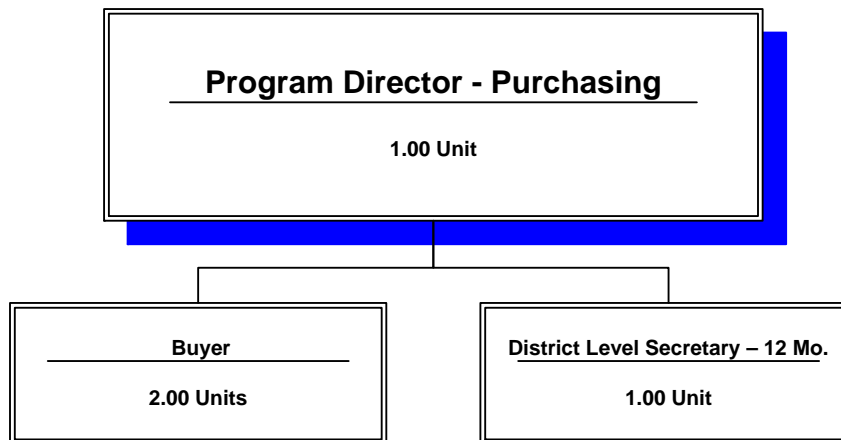 Program Director - Purchasing
1.00 Unit
Buyer
2.00 Units
District Level Secretary – 12 Mo.
1.00 Unit